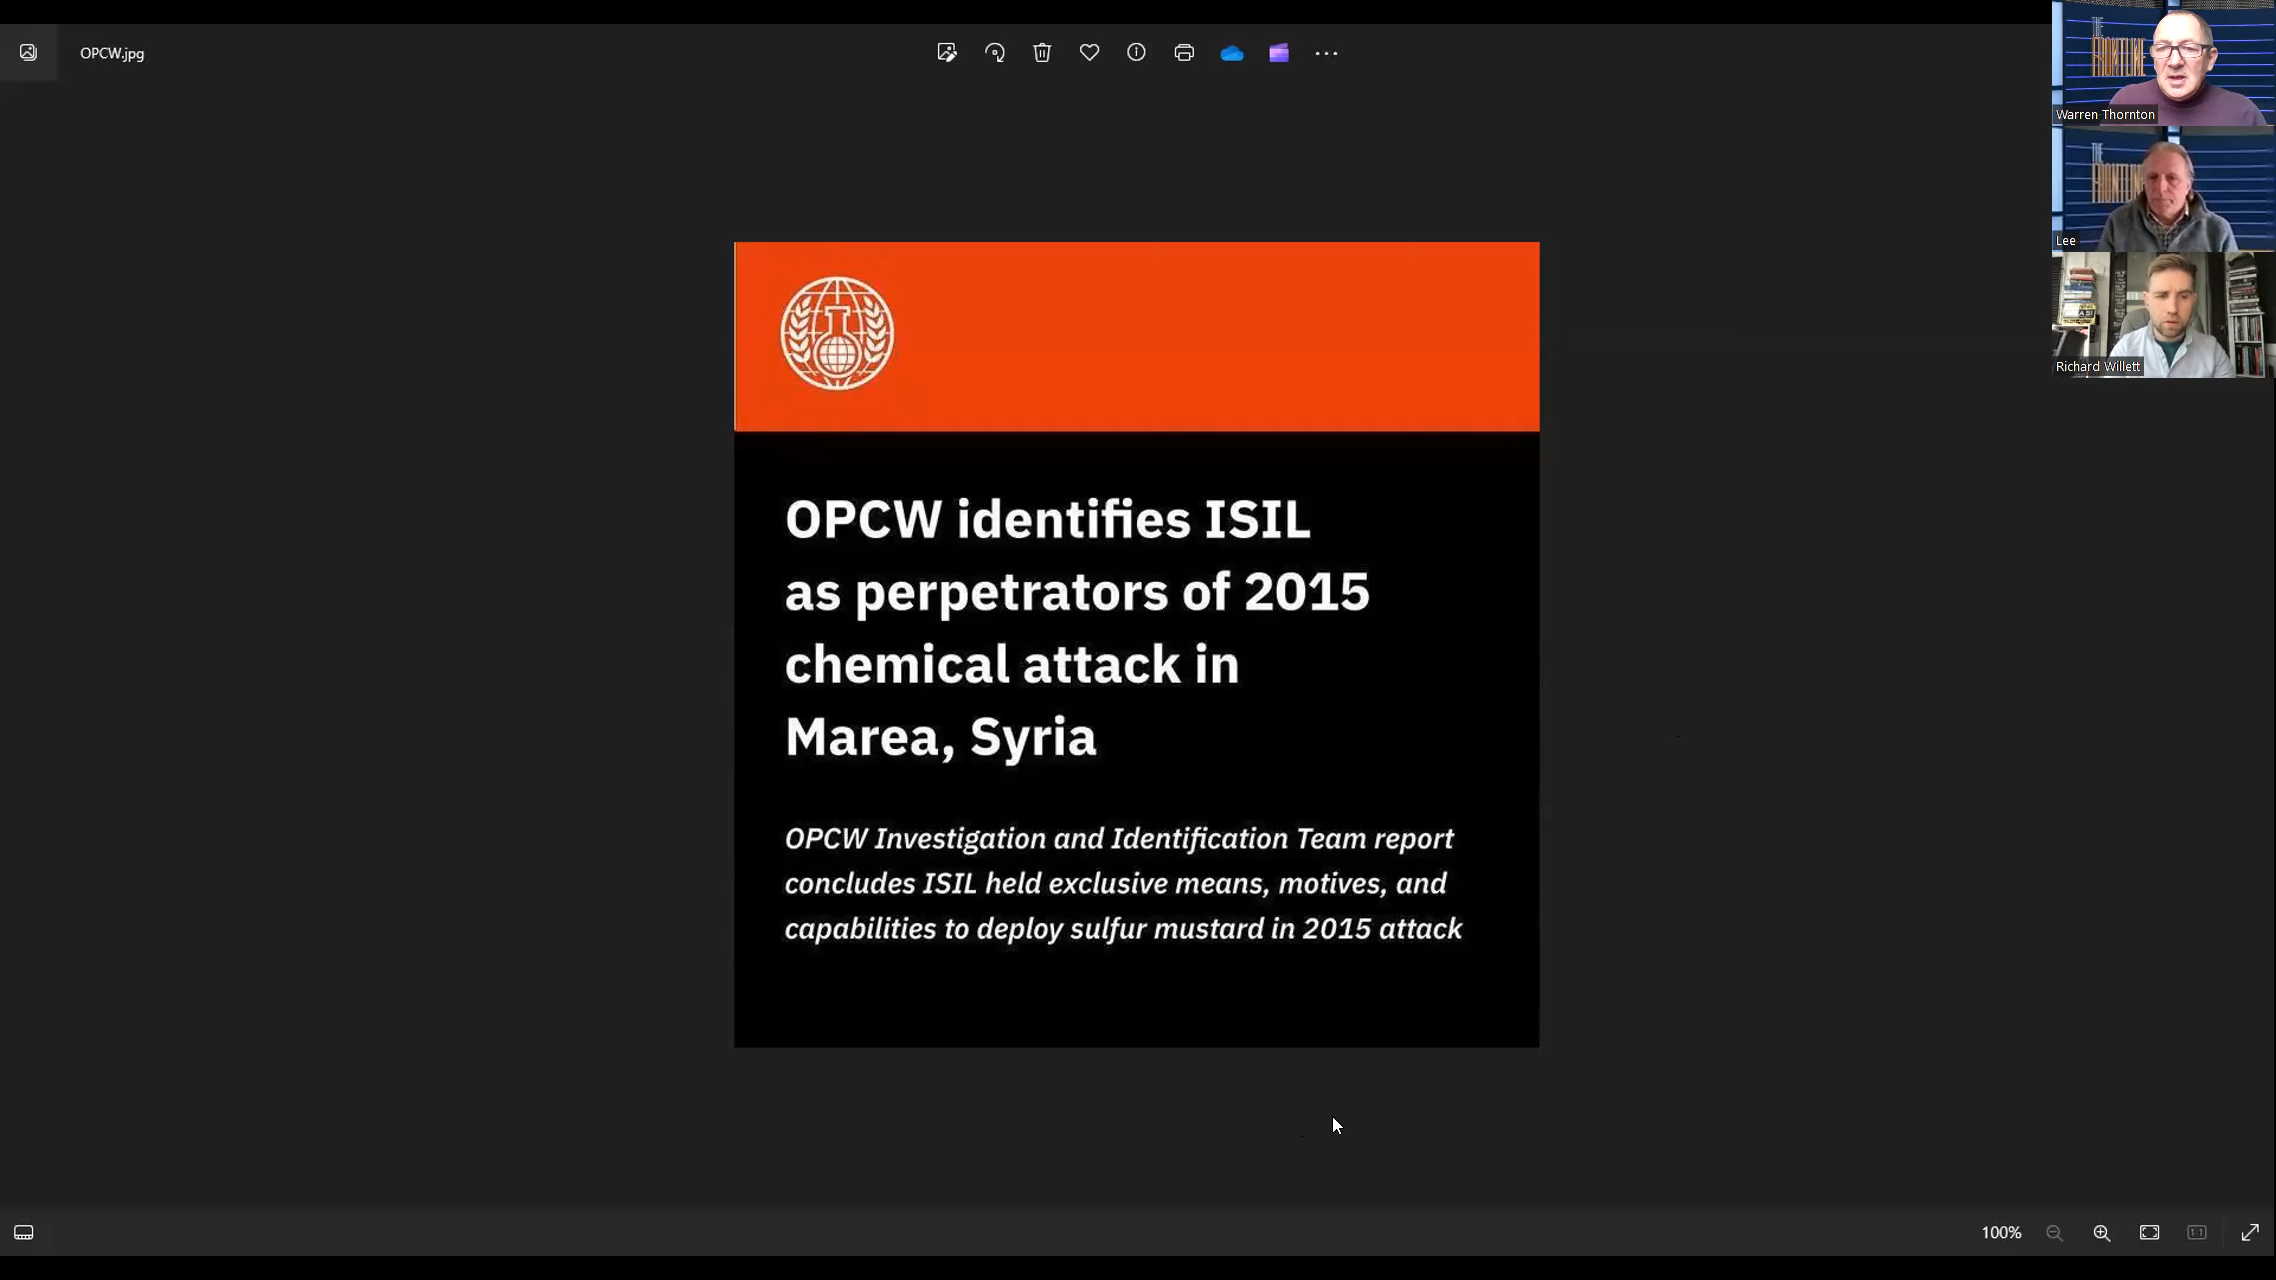 OPCW.jpg
Warren Thornton
Lee
Richard Willett
THE
FRONTLINE
OPCW identifies ISIL
as perpetrators of 2015
chemical attack in
Marea, Syria
OPCW Investigation and Identification Team report
concludes ISIL held exclusive means, motives, and
capabilities to deploy sulfur mustard in 2015 attack
100%